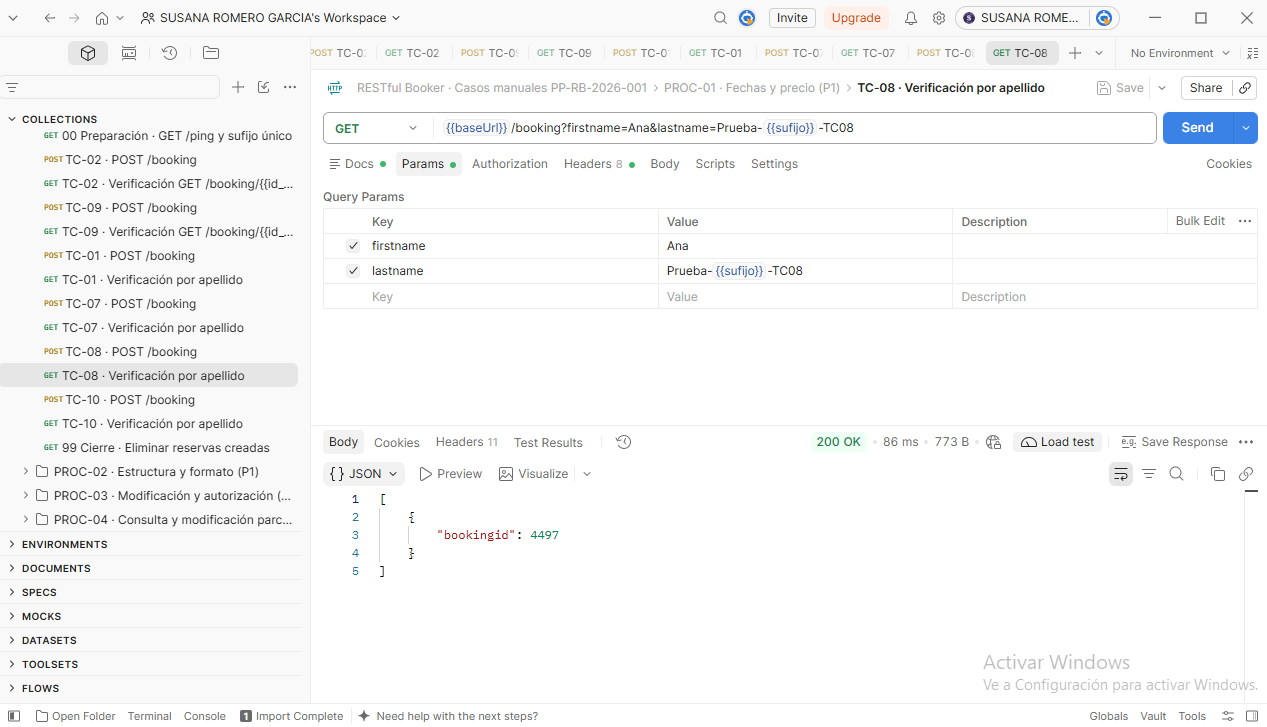 SUSANA ROMERO GARCIA's Workspace
Invite
Upgrade
SUSANA ROME...
POST TC-0
GET TC-02
POST TC-0
GET TC-09
POST TC-0
GET TC-01
POST TC-0
GET TC-07
POST TC-0
GET TC-08
No Environment
COLLECTIONS
GET 00 Preparación · GET /ping y sufijo único
POST TC-02 · POST /booking
GET TC-02 · Verificación GET /booking/{{id_...
POST TC-09 · POST /booking
GET TC-09 · Verificación GET /booking/{{id_...
POST TC-01 · POST /booking
GET TC-01 · Verificación por apellido
POST TC-07 · POST /booking
GET TC-07 · Verificación por apellido
POST TC-08 · POST /booking
GET TC-08 · Verificación por apellido
POST TC-10 · POST /booking
GET TC-10 · Verificación por apellido
GET 99 Cierre · Eliminar reservas creadas
PROC-02 · Estructura y formato (P1)
PROC-03 · Modificación y autorización (...
PROC-04 · Consulta y modificación parc...
ENVIRONMENTS
DOCUMENTS
SPECS
MOCKS
DATASETS
TOOLSETS
FLOWS
HTTP RESTful Booker · Casos manuales PP-RB-2026-001 > PROC-01 · Fechas y precio (P1) > TC-08 · Verificación por apellido
Save
Share
GET {{baseUrl}} /booking?firstname=Ana&lastname=Prueba- {{sufijo}} -TC08
Send
Docs Params Authorization Headers 8 Body Scripts Settings
Cookies
Query Params
Key Value Description Bulk Edit
firstname Ana
lastname Prueba- {{sufijo}} -TC08
Key Value Description
Body Cookies Headers 11 Test Results
200 OK • 86 ms • 773 B
Load test
e.g. Save Response
{} JSON Preview Visualize
1 [
2 {
3 "bookingid": 4497
4 }
5 ]
Activar Windows
Ve a Configuración para activar Windows.
Open Folder Terminal Console 1 Import Complete Need help with the next steps?
Globals Vault Tools